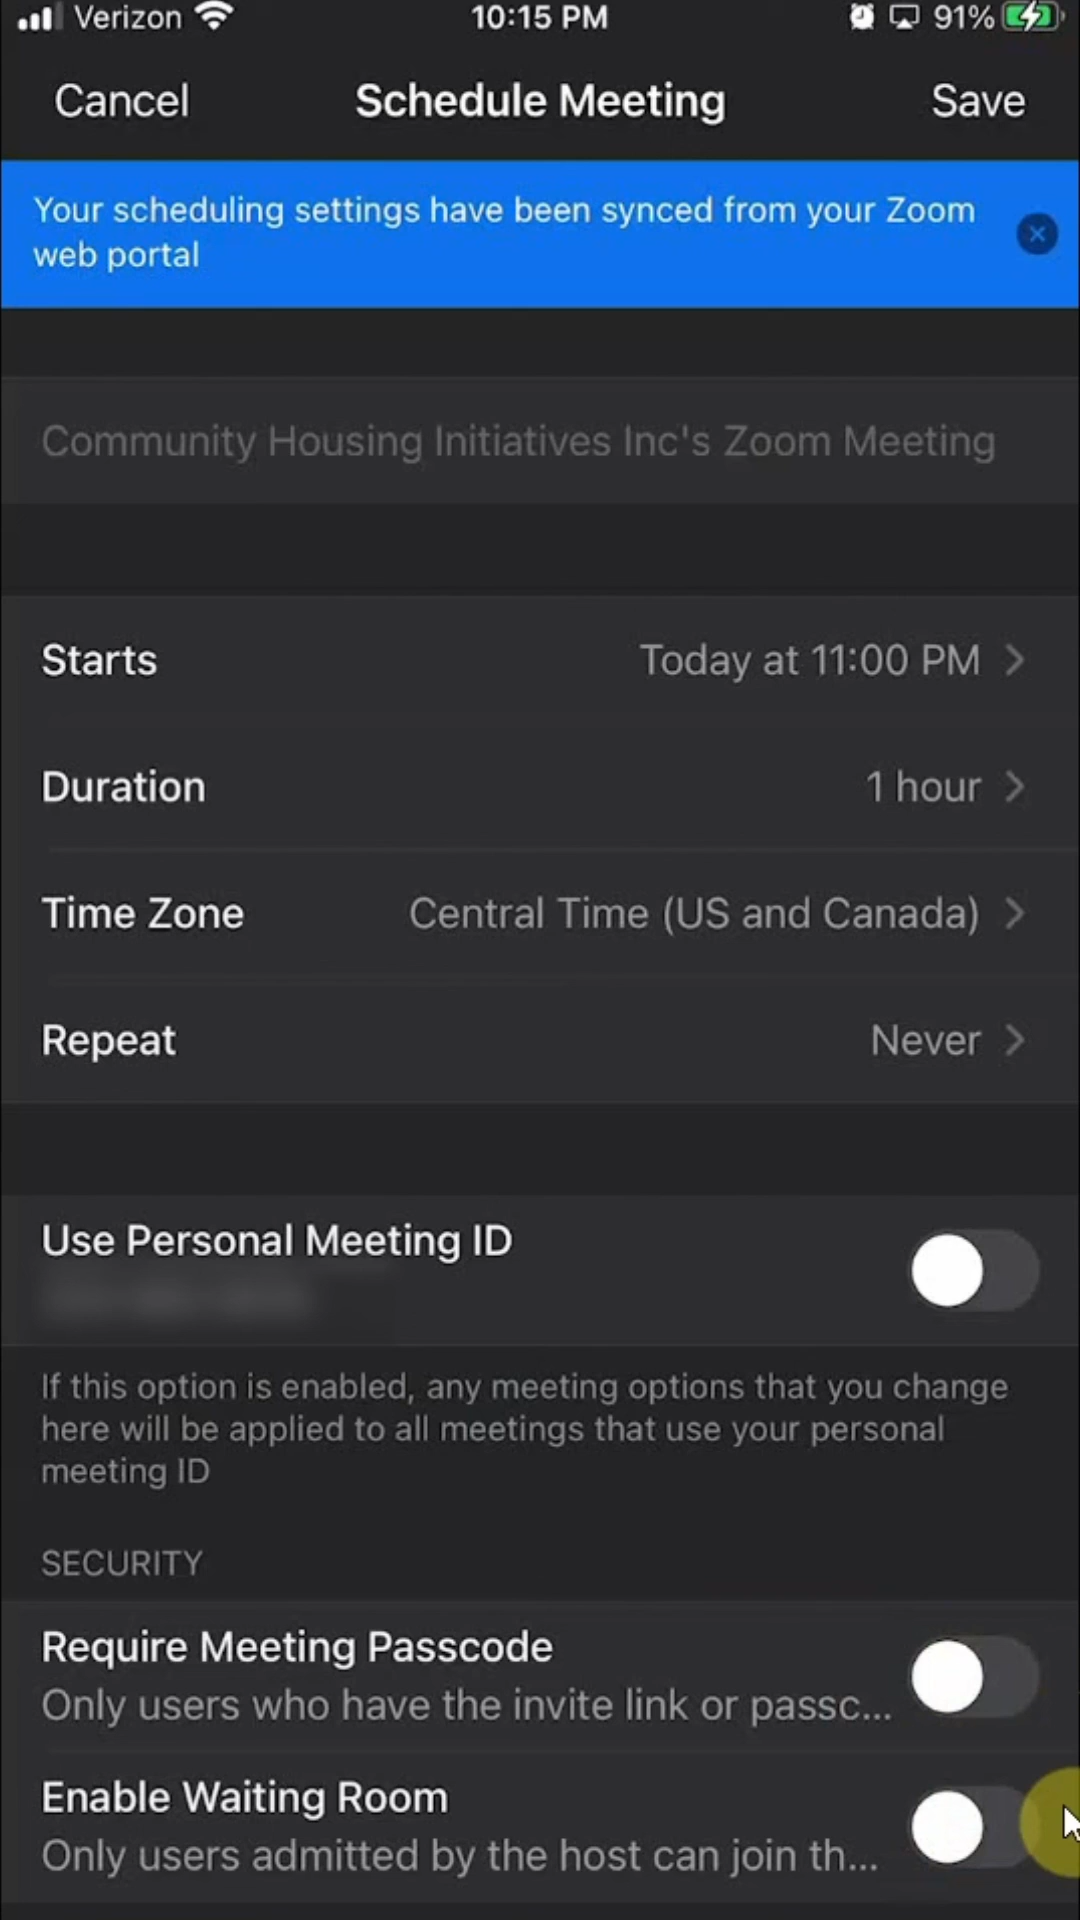 Verizon 10:15 PM 91%
Cancel Schedule Meeting Save
Your scheduling settings have been synced from your Zoom
web portal
Community Housing Initiatives Inc's Zoom Meeting
Starts Today at 11:00 PM
Duration 1 hour
Time Zone Central Time (US and Canada)
Repeat Never
Use Personal Meeting ID
If this option is enabled, any meeting options that you change
here will be applied to all meetings that use your personal
meeting ID
SECURITY
Require Meeting Passcode
Only users who have the invite link or passc...
Enable Waiting Room
Only users admitted by the host can join th...